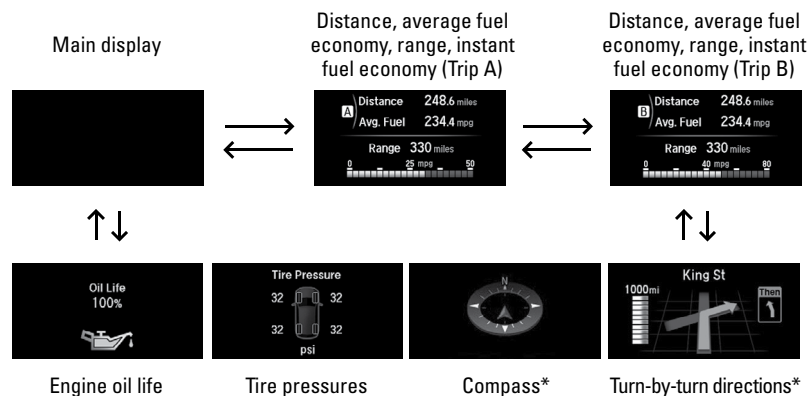 Main display
Distance, average fuel
economy, range, instant
fuel economy (Trip A)
Distance, average fuel
economy, range, instant
fuel economy (Trip B)
A
Distance 248.6 miles
Avg. Fuel 234.4 mpg
Range 330 miles
0 25 mpg 50
B
Distance 248.6 miles
Avg. Fuel 234.4 mpg
Range 330 miles
0 40 mpg 80
Oil Life
100%
Tire Pressure
32 32
32 32
psi
N
King St
1000mi
Then
Engine oil life
Tire pressures
Compass*
Turn-by-turn directions*